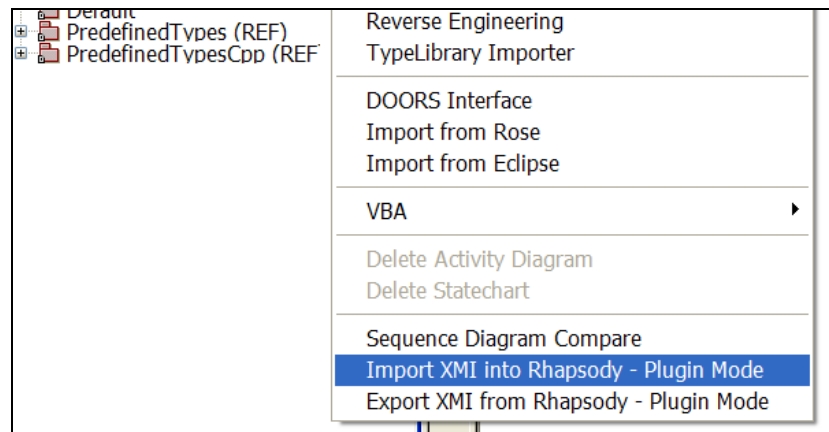 Default
PredefinedTypes (REF)
PredefinedTypesCpp (REF
Reverse Engineering
TypeLibrary Importer
DOORS Interface
Import from Rose
Import from Eclipse
VBA
Delete Activity Diagram
Delete Statechart
Sequence Diagram Compare
Import XMI into Rhapsody - Plugin Mode
Export XMI from Rhapsody - Plugin Mode